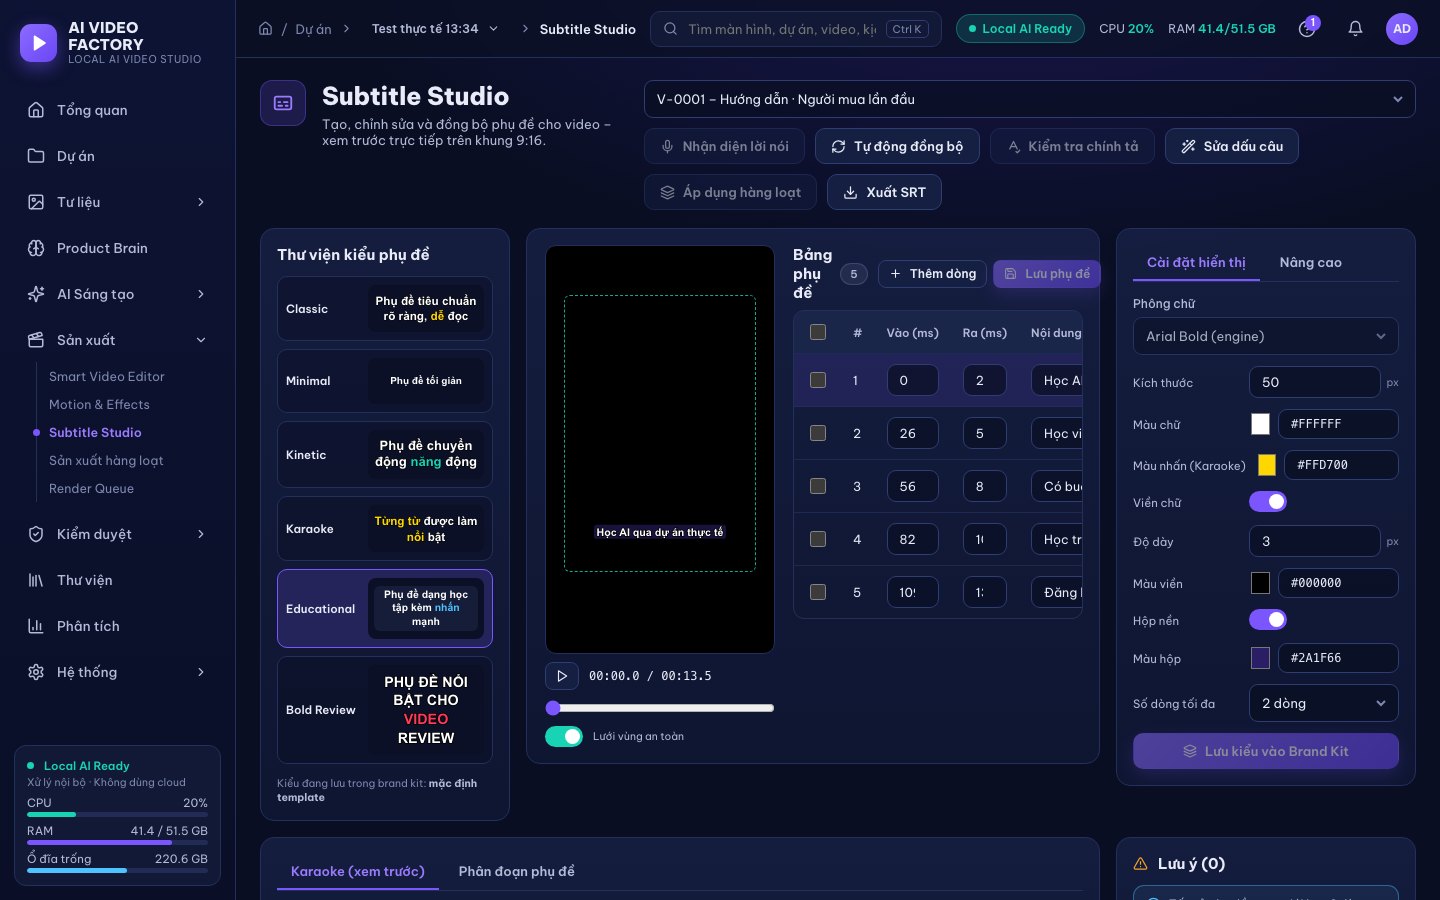 AI VIDEO
FACTORY
LOCAL AI VIDEO STUDIO
Tổng quan
Dự án
Tư liệu
Product Brain
AI Sáng tạo
Sản xuất
Smart Video Editor
Motion & Effects
Subtitle Studio
Sản xuất hàng loạt
Render Queue
Kiểm duyệt
Thư viện
Phân tích
Hệ thống
Local AI Ready
Xử lý nội bộ · Không dùng cloud
CPU 20%
RAM 41.4 / 51.5 GB
Ổ đĩa trống 220.6 GB
/ Dự án > Test thực tế 13:34 > Subtitle Studio
Tìm màn hình, dự án, video, kị Ctrl K
Local AI Ready
CPU 20%
RAM 41.4/51.5 GB
1
AD
Subtitle Studio
Tạo, chỉnh sửa và đồng bộ phụ đề cho video –
xem trước trực tiếp trên khung 9:16.
V-0001 – Hướng dẫn · Người mua lần đầu
Nhận diện lời nói
Tự động đồng bộ
Kiểm tra chính tả
Sửa dấu câu
Áp dụng hàng loạt
Xuất SRT
Thư viện kiểu phụ đề
Classic
Phụ đề tiêu chuẩn
rõ ràng, dễ đọc
Minimal
Phụ đề tối giản
Kinetic
Phụ đề chuyển
động năng động
Karaoke
Từng từ được làm
nổi bật
Educational
Phụ đề dạng học
tập kèm nhấn
mạnh
Bold Review
PHỤ ĐỀ NỔI
BẬT CHO
VIDEO
REVIEW
Kiểu đang lưu trong brand kit: mặc định
template
Học AI qua dự án thực tế
00:00.0 / 00:13.5
Lưới vùng an toàn
Bảng
phụ
đề
5
Thêm dòng
Lưu phụ đề
# Vào (ms) Ra (ms) Nội dung
1 0 2 Học AI
2 26 5 Học vi
3 56 8 Có bu
4 82 1 Học tr
5 10 1 Đăng
Cài đặt hiển thị
Nâng cao
Phông chữ
Arial Bold (engine)
Kích thước 50 px
Màu chữ #FFFFFF
Màu nhấn (Karaoke) #FFD700
Viền chữ
Độ dày 3 px
Màu viền #000000
Hộp nền
Màu hộp #2A1F66
Số dòng tối đa 2 dòng
Lưu kiểu vào Brand Kit
Karaoke (xem trước)
Phân đoạn phụ đề
Lưu ý (0)